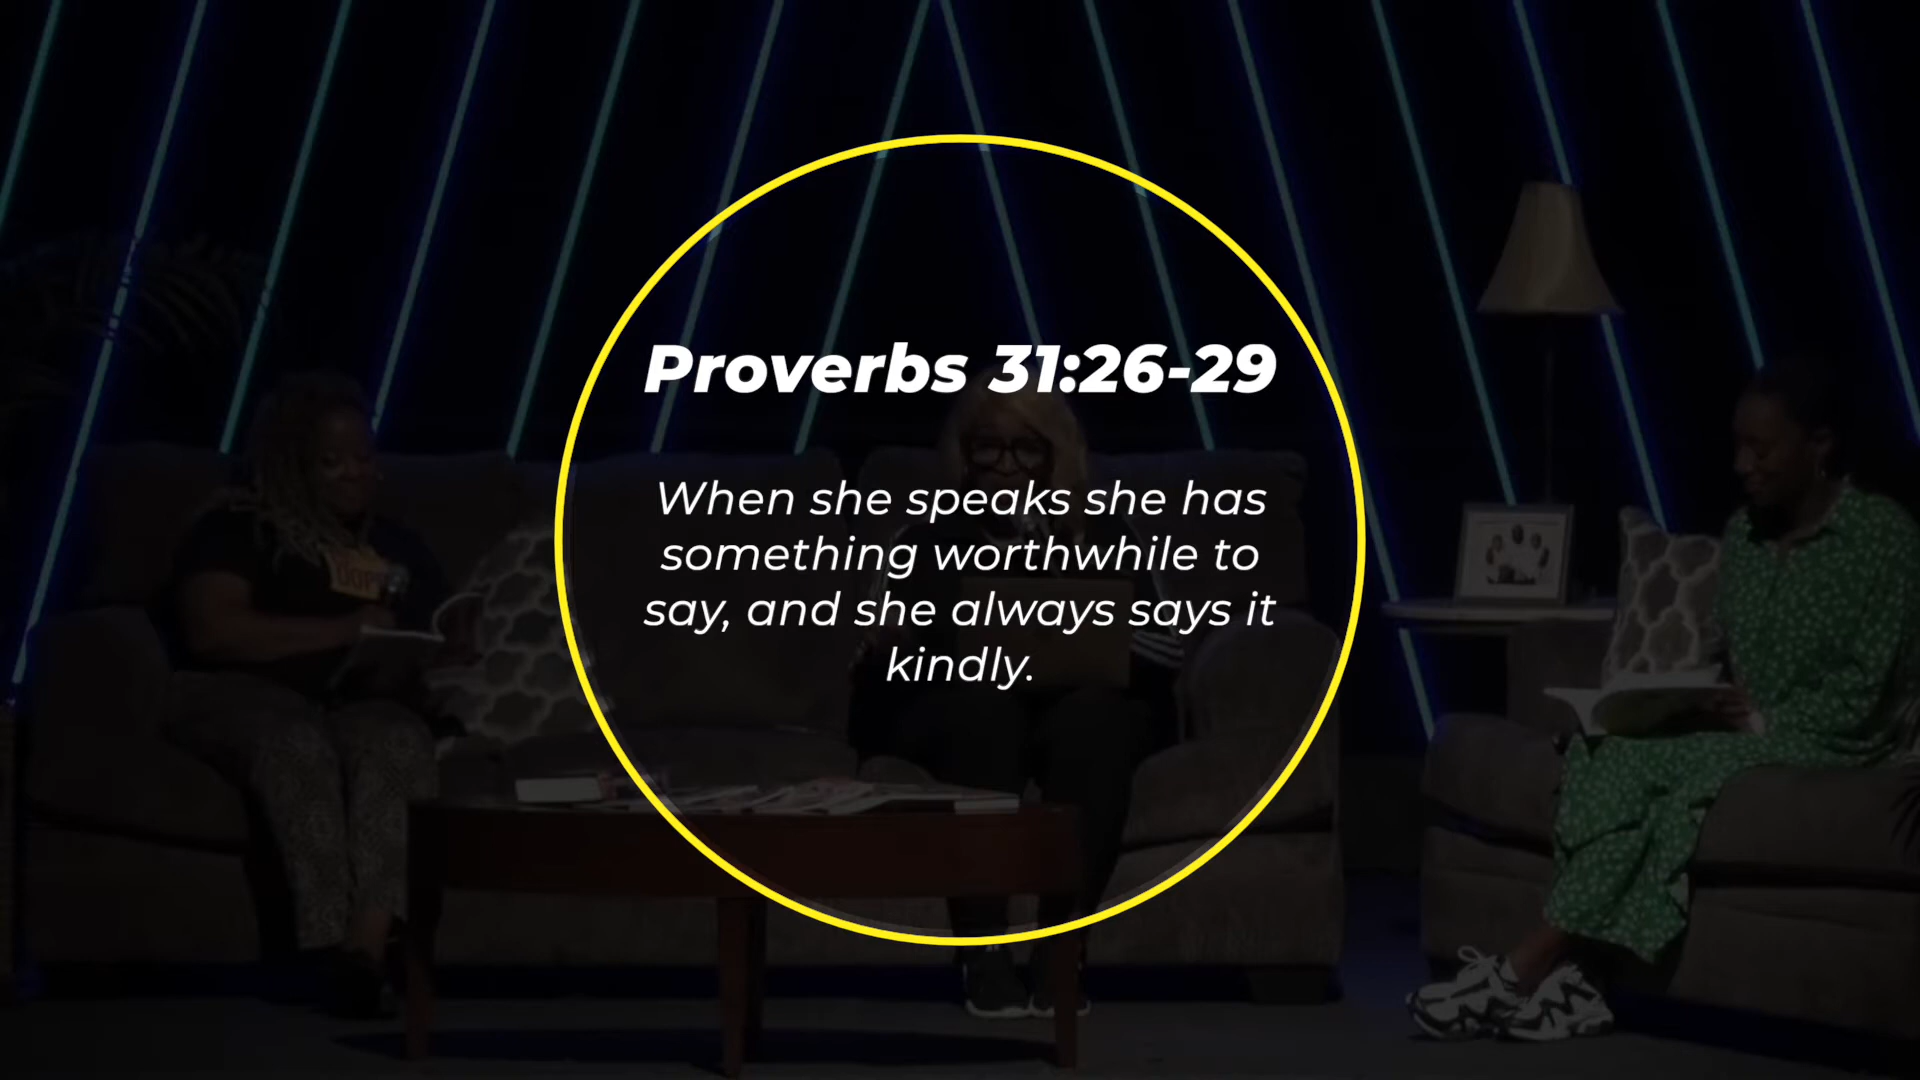 Proverbs 31:26-29
When she speaks she has
something worthwhile to
say, and she always says it
kindly.